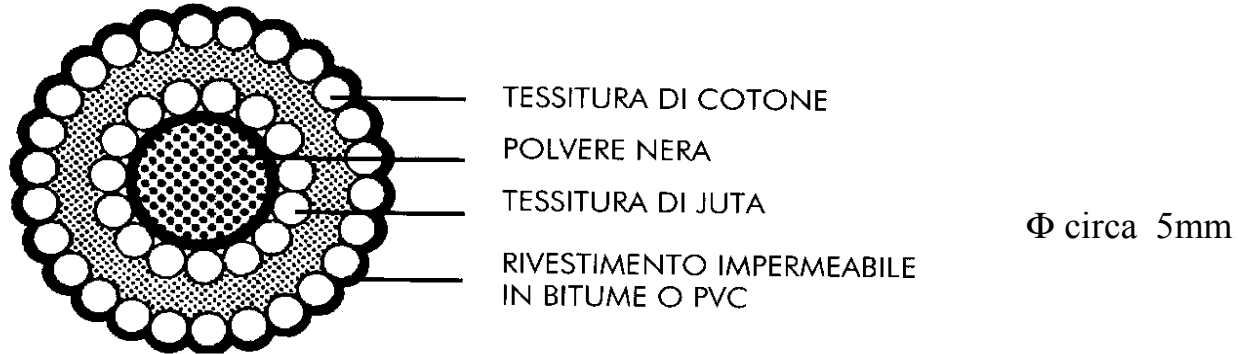 TESSITURA DI COTONE
POLVERE NERA
TESSITURA DI JUTA
RIVESTIMENTO IMPERMEABILE
IN BITUME O PVC
Φ circa 5mm